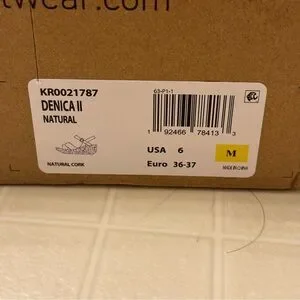 twear.com
KR0021787
DENICA II
NATURAL
63-P1-1
1 92466 78413 3
NATURAL CORK
USA 6
Euro 36-37
M
MADE IN CHINA